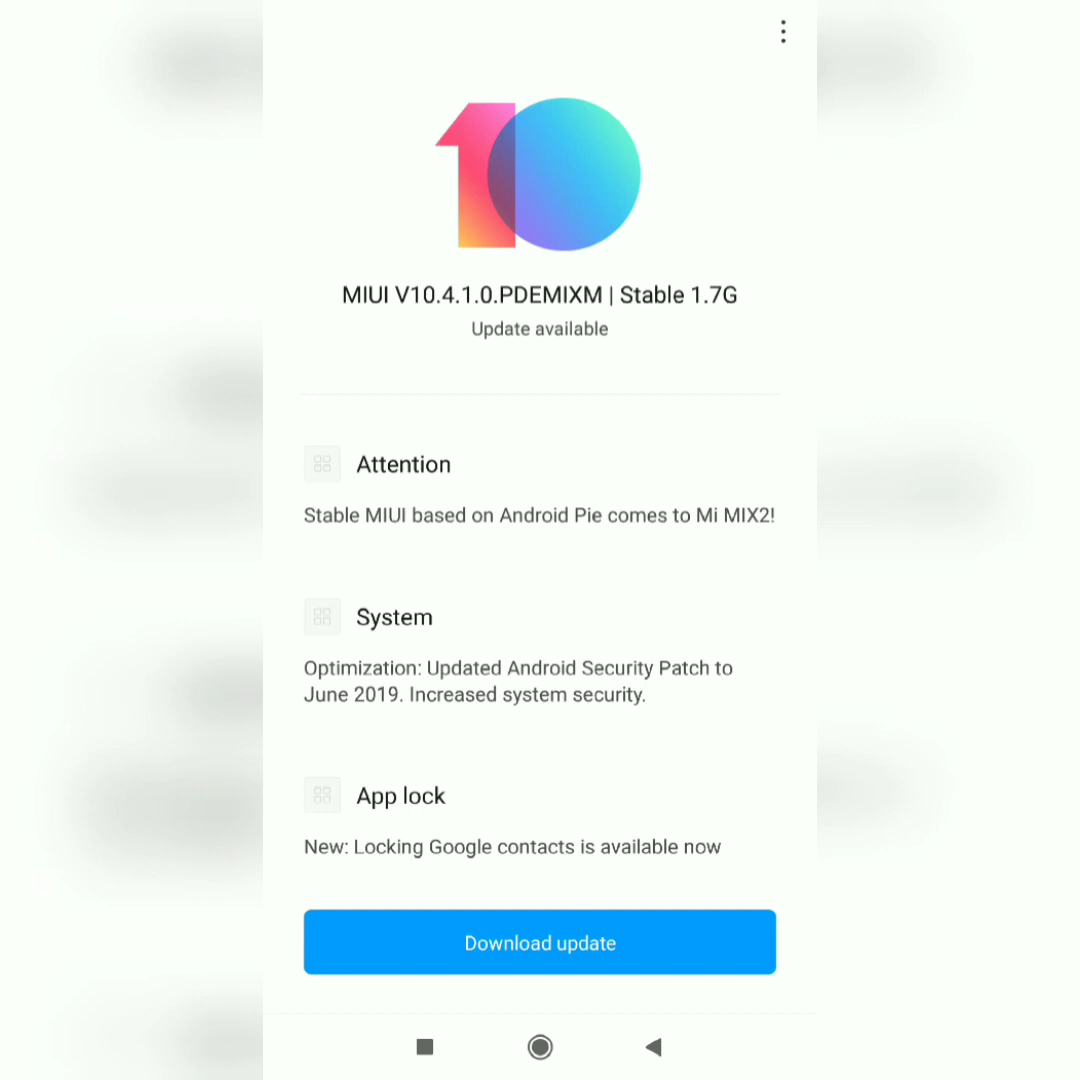 10
MIUI V10.4.1.0.PDEMIXM | Stable 1.7G
Update available
Attention
Stable MIUI based on Android Pie comes to Mi MIX2!
System
Optimization: Updated Android Security Patch to
June 2019. Increased system security.
App lock
New: Locking Google contacts is available now
Download update